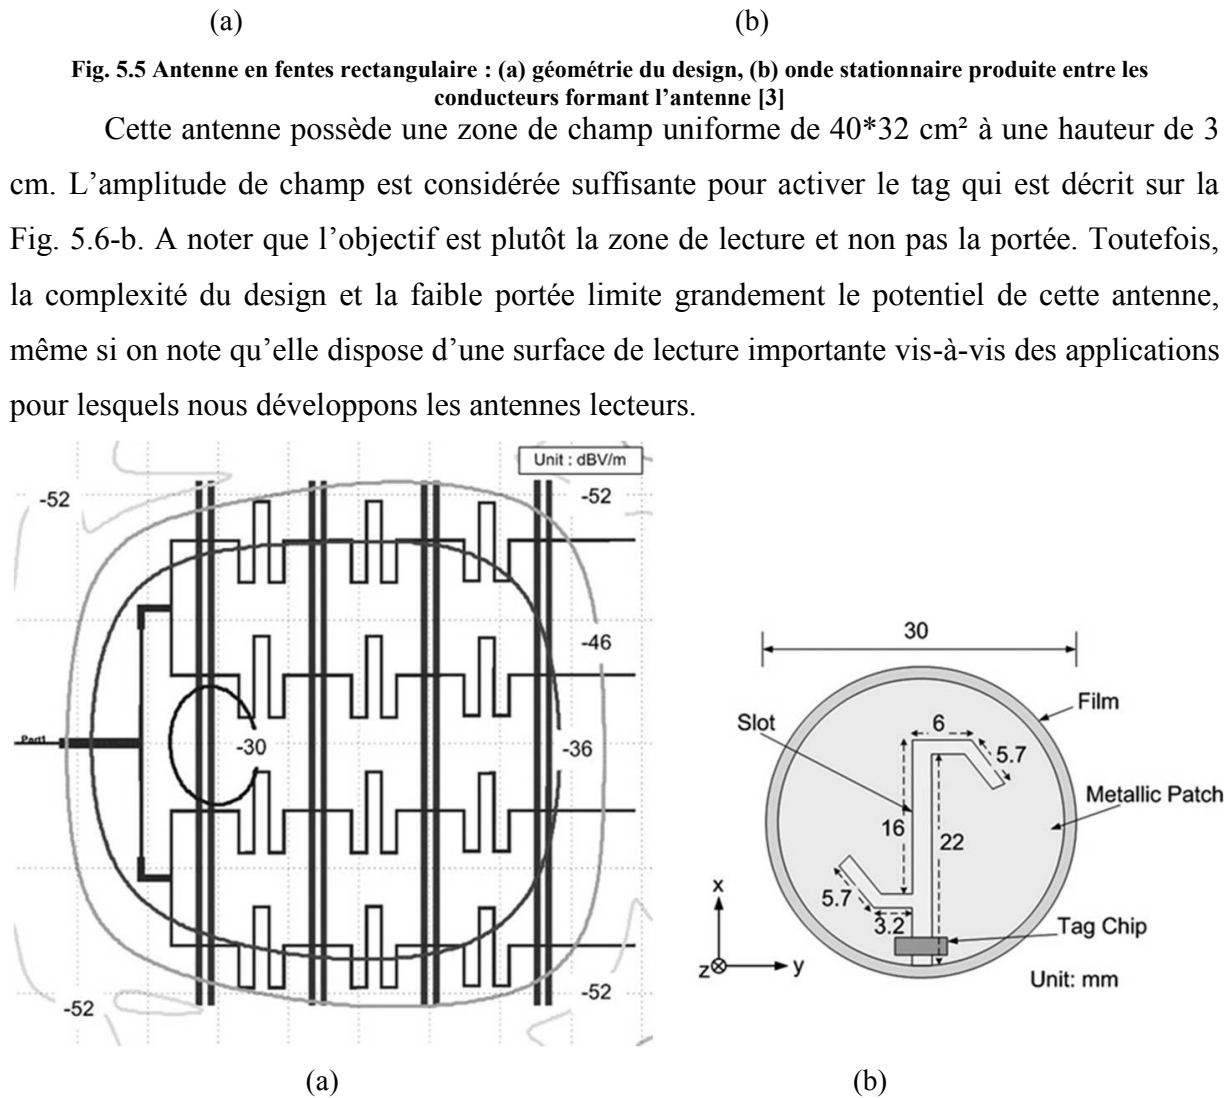 (a) (b)
Fig. 5.5 Antenne en fentes rectangulaire : (a) géométrie du design, (b) onde stationnaire produite entre les
conducteurs formant l’antenne [3]
Cette antenne possède une zone de champ uniforme de 40*32 cm² à une hauteur de 3
cm. L’amplitude de champ est considérée suffisante pour activer le tag qui est décrit sur la
Fig. 5.6-b. A noter que l’objectif est plutôt la zone de lecture et non pas la portée. Toutefois,
la complexité du design et la faible portée limite grandement le potentiel de cette antenne,
même si on note qu’elle dispose d’une surface de lecture importante vis-à-vis des applications
pour lesquels nous développons les antennes lecteurs.
Unit : dBV/m
-52
-52
-46
-30
-36
Port1
-52
-52
30
Film
Slot
6
5.7
Metallic Patch
16
22
5.7
3.2
x
Tag Chip
z
y
Unit: mm
(a) (b)